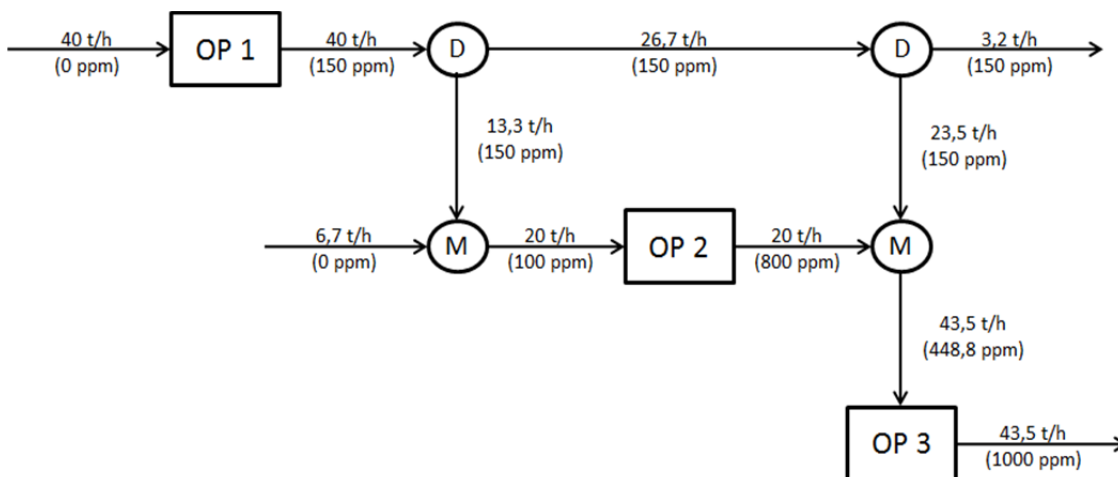 40 t/h
(0 ppm)
OP 1
40 t/h
(150 ppm)
D
26,7 t/h
(150 ppm)
D
3,2 t/h
(150 ppm)
13,3 t/h
(150 ppm)
23,5 t/h
(150 ppm)
6,7 t/h
(0 ppm)
M
20 t/h
(100 ppm)
OP 2
20 t/h
(800 ppm)
M
43,5 t/h
(448,8 ppm)
OP 3
43,5 t/h
(1000 ppm)